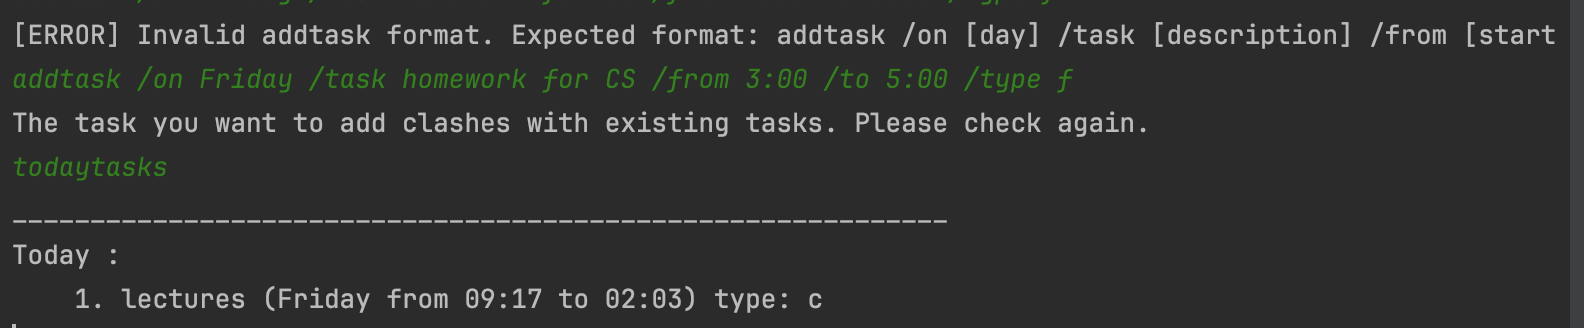 [ERROR] Invalid addtask format. Expected format: addtask /on [day] /task [description] /from [start
addtask /on Friday /task homework for CS /from 3:00 /to 5:00 /type f
The task you want to add clashes with existing tasks. Please check again.
todaytasks
____________________________________________________________
Today :
    1. lectures (Friday from 09:17 to 02:03) type: c